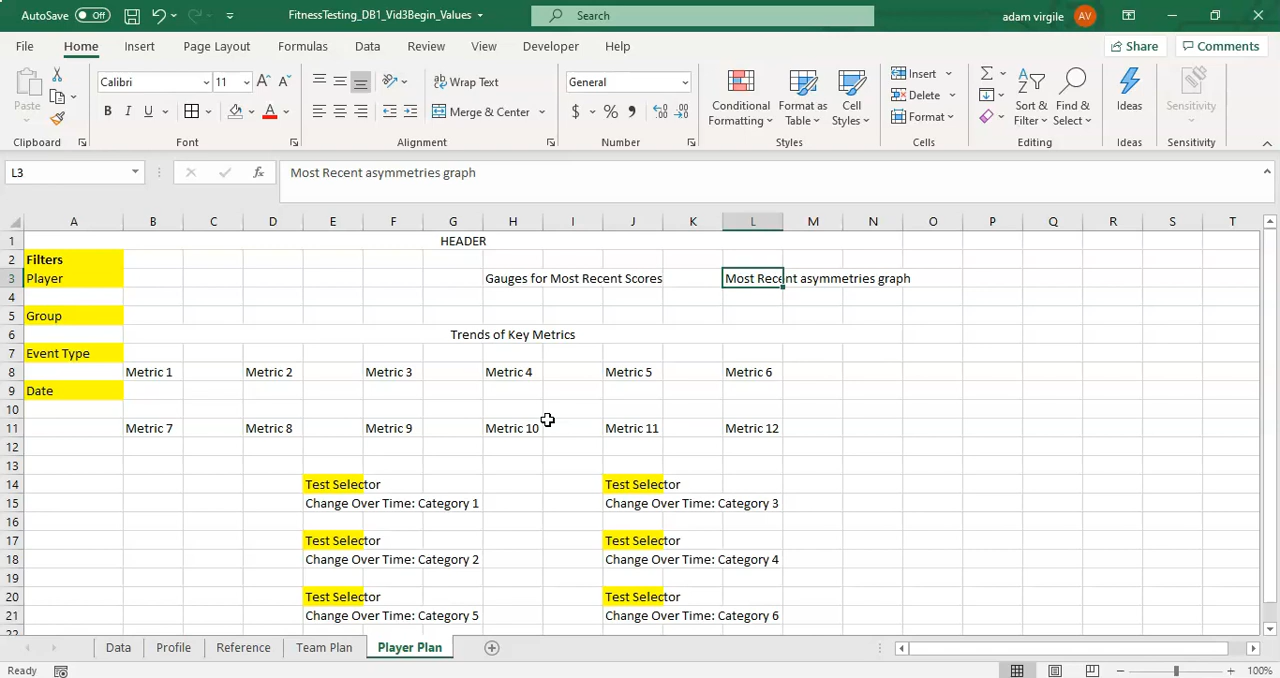 AutoSave Off FitnessTesting_DB1_Vid3Begin_Values Search adam virgile AV
File Home Insert Page Layout Formulas Data Review View Developer Help Share Comments
Paste Calibri 11 A A Wrap Text General Conditional Formatting Format as Table Cell Styles Insert Delete Format Sort & Filter Find & Select Ideas Sensitivity
B I U A Merge & Center $ % ,
Clipboard Font Alignment Number Styles Cells Editing Ideas Sensitivity
L3 fx Most Recent asymmetries graph
A B C D E F G H I J K L M N O P Q R S T
1 HEADER
2 Filters
3 Player Gauges for Most Recent Scores Most Recent asymmetries graph
4
5 Group
6 Trends of Key Metrics
7 Event Type
8 Metric 1 Metric 2 Metric 3 Metric 4 Metric 5 Metric 6
9 Date
10
11 Metric 7 Metric 8 Metric 9 Metric 10 Metric 11 Metric 12
12
13
14 Test Selector Test Selector
15 Change Over Time: Category 1 Change Over Time: Category 3
16
17 Test Selector Test Selector
18 Change Over Time: Category 2 Change Over Time: Category 4
19
20 Test Selector Test Selector
21 Change Over Time: Category 5 Change Over Time: Category 6
22
Data Profile Reference Team Plan Player Plan
Ready 100%